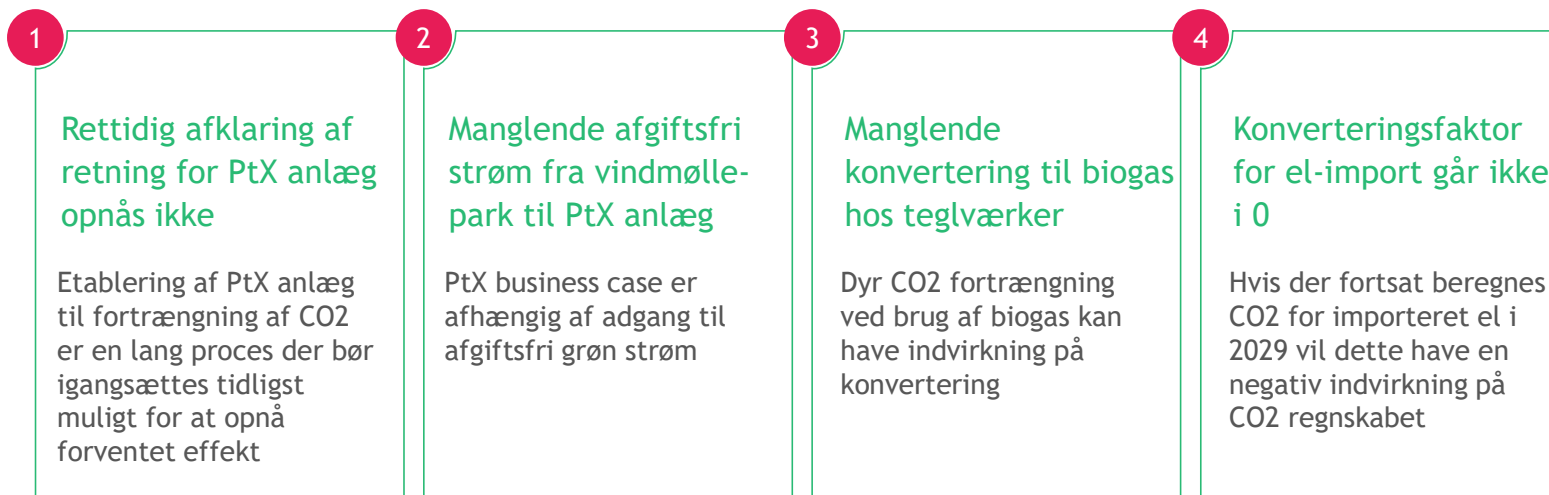 1
Rettidig afklaring af
retning for PtX anlæg
opnås ikke
Etablering af PtX anlæg
til fortrængning af CO2
er en lang proces der bør
igangsættes tidligst
muligt for at opnå
forventet effekt
2
Manglende afgiftsfri
strøm fra vindmølle-
park til PtX anlæg
PtX business case er
afhængig af adgang til
afgiftsfri grøn strøm
3
Manglende
konvertering til biogas
hos teglværker
Dyr CO2 fortrængning
ved brug af biogas kan
have indvirkning på
konvertering
4
Konverteringsfaktor
for el-import går ikke
i 0
Hvis der fortsat beregnes
CO2 for importeret el i
2029 vil dette have en
negativ indvirkning på
CO2 regnskabet